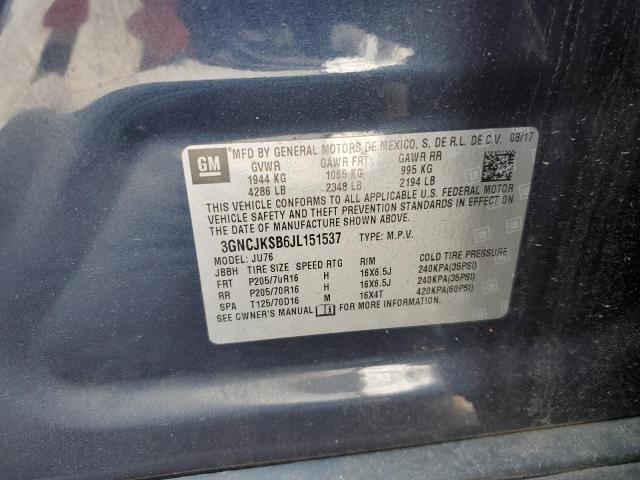 GM
MFD BY GENERAL MOTORS DE MEXICO, S. DE R.L. DE C.V. 08/17
GVWR GAWR FRT GAWR RR
1944 KG 1065 KG 995 KG
4286 LB 2348 LB 2194 LB
THIS VEHICLE CONFORMS TO ALL APPLICABLE U.S. FEDERAL MOTOR
VEHICLE SAFETY AND THEFT PREVENTION STANDARDS IN EFFECT ON
THE DATE OF MANUFACTURE SHOWN ABOVE.
3GNCJKSB6JL151537 TYPE: M.P.V.
MODEL: JU76
JBBH TIRE SIZE SPEED RTG RIM COLD TIRE PRESSURE
FRT P205/70R16 H 16X6.5J 240KPA(35PSI)
RR P205/70R16 H 16X6.5J 240KPA(35PSI)
SPA T125/70D16 M 16X4T 420KPA(60PSI)
SEE OWNER'S MANUAL